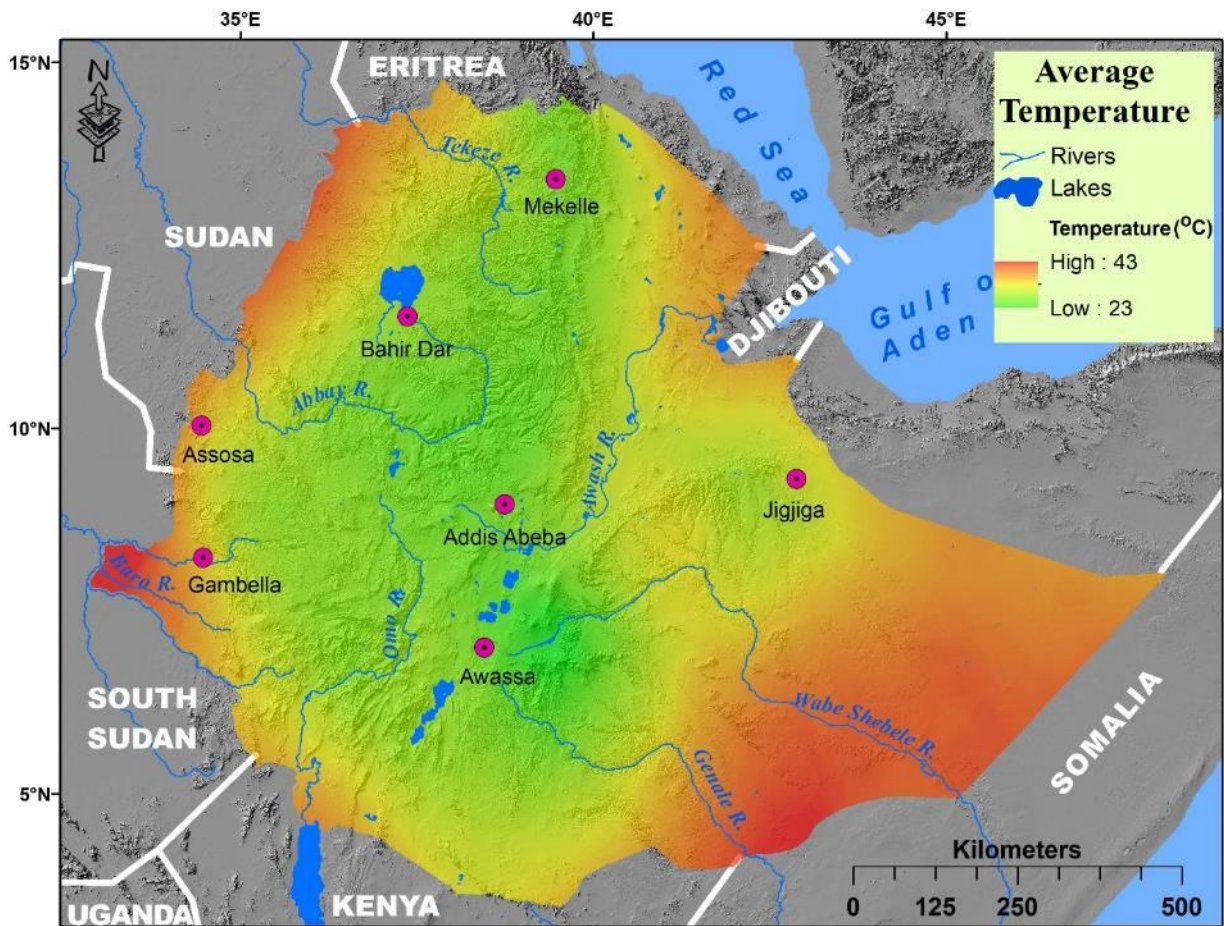 35°E
40°E
45°E
15°N
10°N
5°N
N
ERITREA
Red Sea
Average
Temperature
Rivers
Lakes
Temperature(°C)
High : 43
Low : 23
Tekeze R.
Mekelle
SUDAN
DJIBOUTI
Gulf o
Aden
Bahir Dar
Abbay R.
Assosa
Awash R.
Jigjiga
Addis Abeba
Gambella
Baro R.
Omo R.
Awassa
SOUTH
SUDAN
Wabe Shebele R.
Genale R.
SOMALIA
KENYA
UGANDA
Kilometers
0 125 250 500